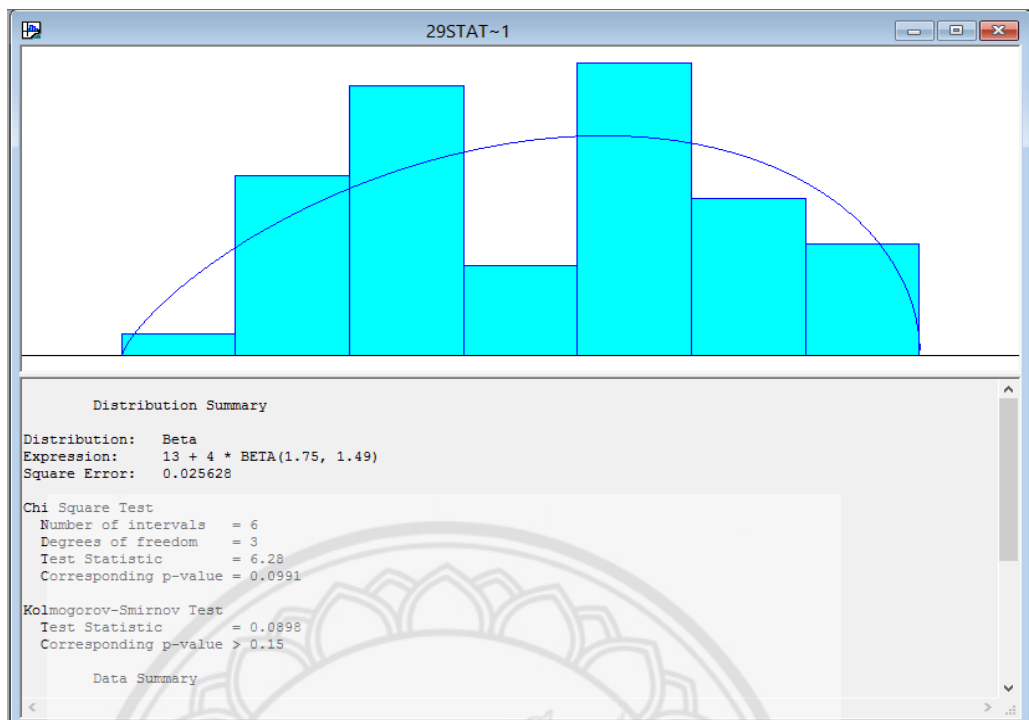 29STAT~1
Distribution Summary
Distribution: Beta
Expression: 13 + 4 * BETA(1.75, 1.49)
Square Error: 0.025628
Chi Square Test
Number of intervals = 6
Degrees of freedom = 3
Test Statistic = 6.28
Corresponding p-value = 0.0991
Kolmogorov-Smirnov Test
Test Statistic = 0.0898
Corresponding p-value > 0.15
Data Summary